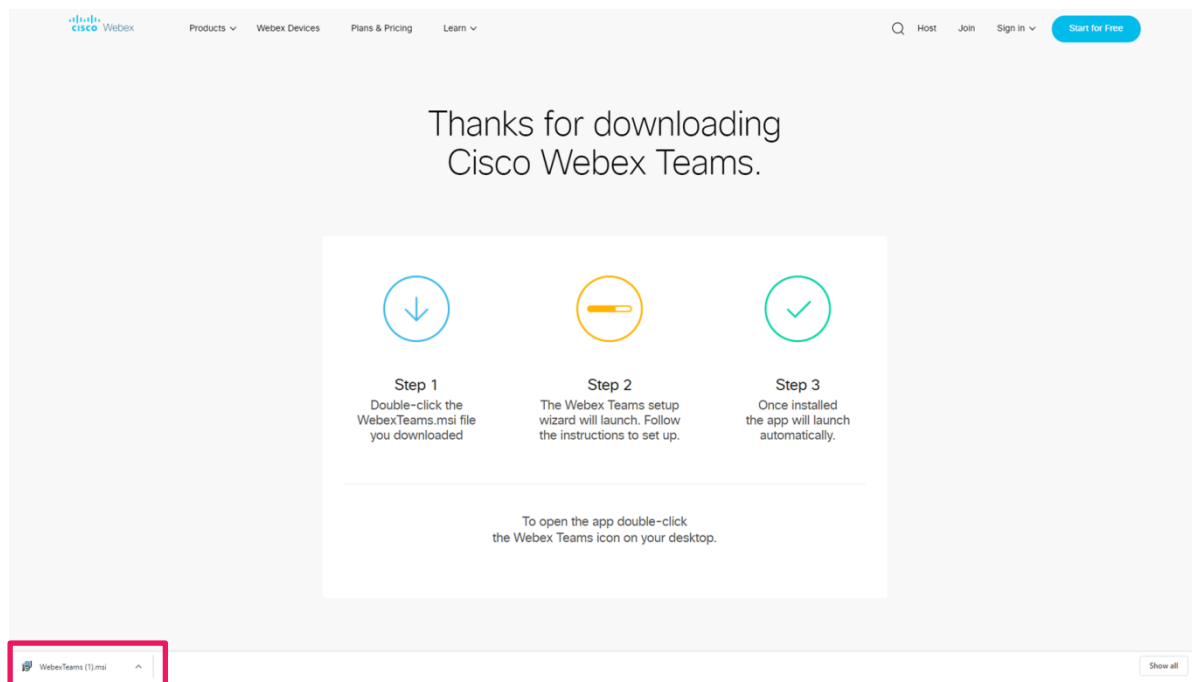 cisco Webex
Products
Webex Devices
Plans & Pricing
Learn
Host
Join
Sign in
Start for Free
Thanks for downloading
Cisco Webex Teams.
Step 1
Double-click the
WebexTeams.msi file
you downloaded
Step 2
The Webex Teams setup
wizard will launch. Follow
the instructions to set up.
Step 3
Once installed
the app will launch
automatically.
To open the app double-click
the Webex Teams icon on your desktop.
WebexTeams (1).msi
Show all